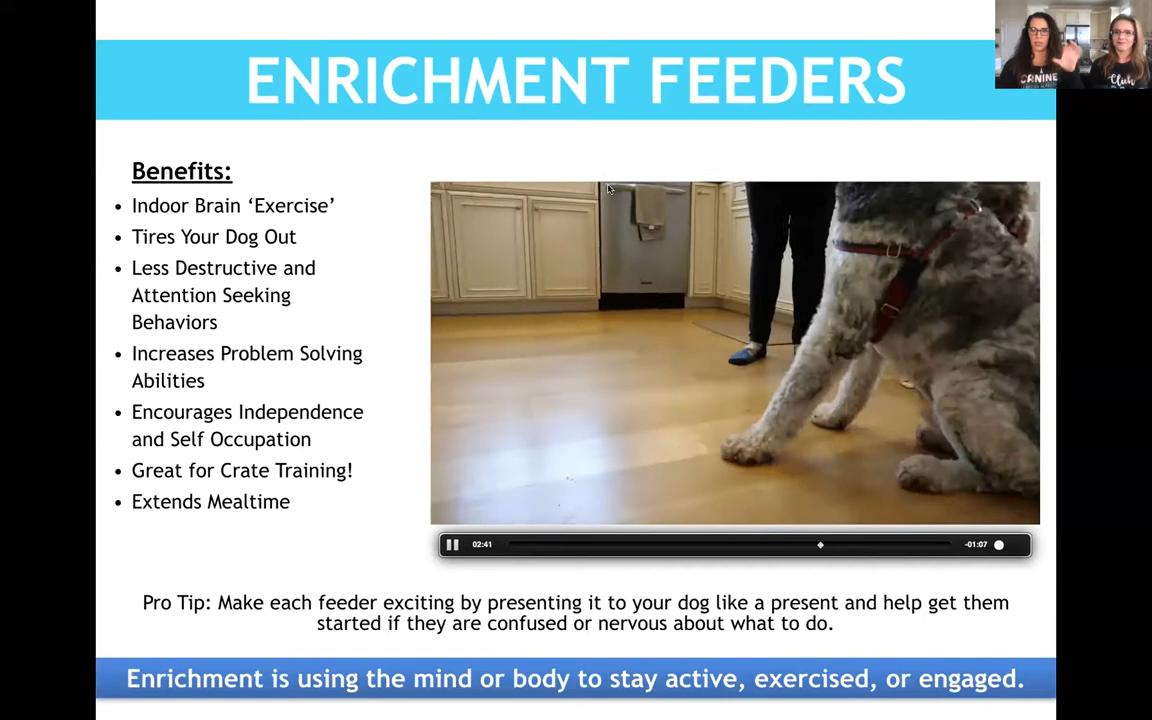 ENRICHMENT FEEDERS
Benefits:
• Indoor Brain ‘Exercise’
• Tires Your Dog Out
• Less Destructive and
Attention Seeking
Behaviors
• Increases Problem Solving
Abilities
• Encourages Independence
and Self Occupation
• Great for Crate Training!
• Extends Mealtime
02:41
-01:07
Pro Tip: Make each feeder exciting by presenting it to your dog like a present and help get them
started if they are confused or nervous about what to do.
Enrichment is using the mind or body to stay active, exercised, or engaged.
CANINE
Club